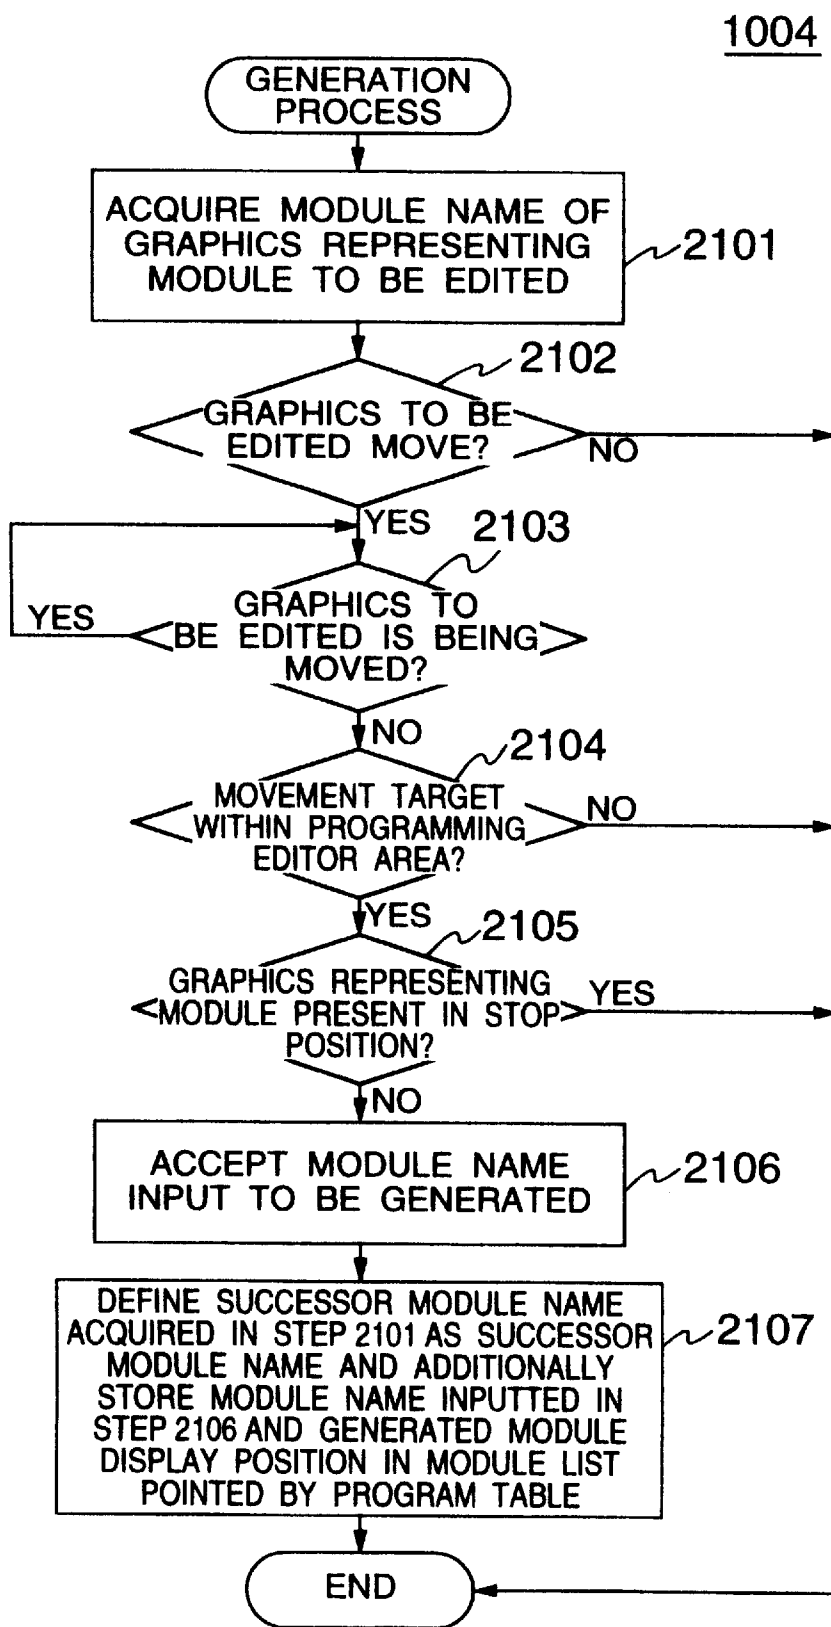 1004
GENERATION
PROCESS
ACQUIRE MODULE NAME OF
GRAPHICS REPRESENTING
MODULE TO BE EDITED
2101
2102
GRAPHICS TO BE
EDITED MOVE?
NO
YES
2103
GRAPHICS TO
BE EDITED IS BEING
MOVED?
YES
NO
2104
MOVEMENT TARGET
WITHIN PROGRAMMING
EDITOR AREA?
NO
YES
2105
GRAPHICS REPRESENTING
MODULE PRESENT IN STOP
POSITION?
YES
NO
ACCEPT MODULE NAME
INPUT TO BE GENERATED
2106
DEFINE SUCCESSOR MODULE NAME
ACQUIRED IN STEP 2101 AS SUCCESSOR
MODULE NAME AND ADDITIONALLY
STORE MODULE NAME INPUTTED IN
STEP 2106 AND GENERATED MODULE
DISPLAY POSITION IN MODULE LIST
POINTED BY PROGRAM TABLE
2107
END